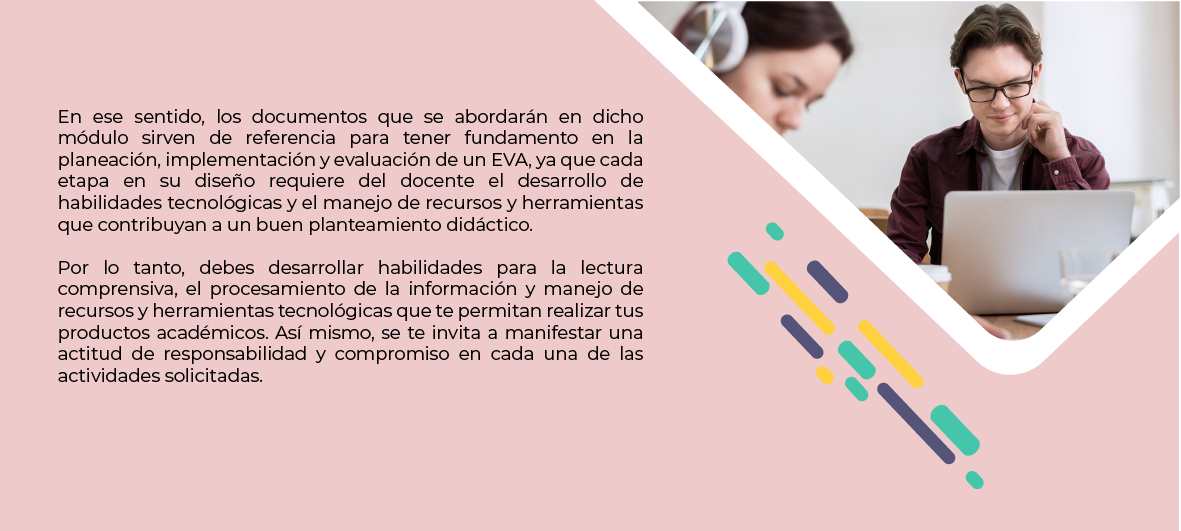 En ese sentido, los documentos que se abordarán en dicho
módulo sirven de referencia para tener fundamento en la
planeación, implementación y evaluación de un EVA, ya que cada
etapa en su diseño requiere del docente el desarrollo de
habilidades tecnológicas y el manejo de recursos y herramientas
que contribuyan a un buen planteamiento didáctico.
Por lo tanto, debes desarrollar habilidades para la lectura
comprensiva, el procesamiento de la información y manejo de
recursos y herramientas tecnológicas que te permitan realizar tus
productos académicos. Así mismo, se te invita a manifestar una
actitud de responsabilidad y compromiso en cada una de las
actividades solicitadas.